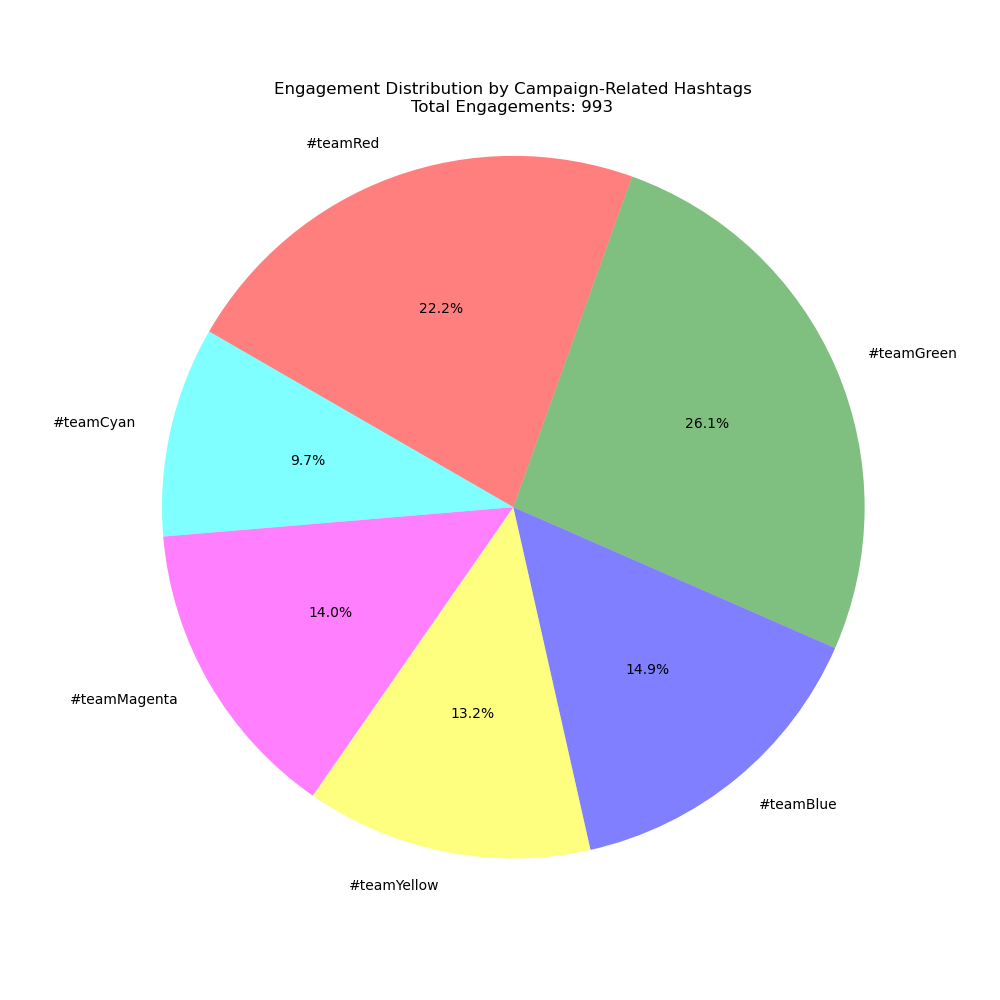 Engagement Distribution by Campaign-Related Hashtags
Total Engagements: 993
#teamRed
22.2%
#teamGreen
26.1%
#teamCyan
9.7%
#teamMagenta
14.0%
#teamYellow
13.2%
#teamBlue
14.9%